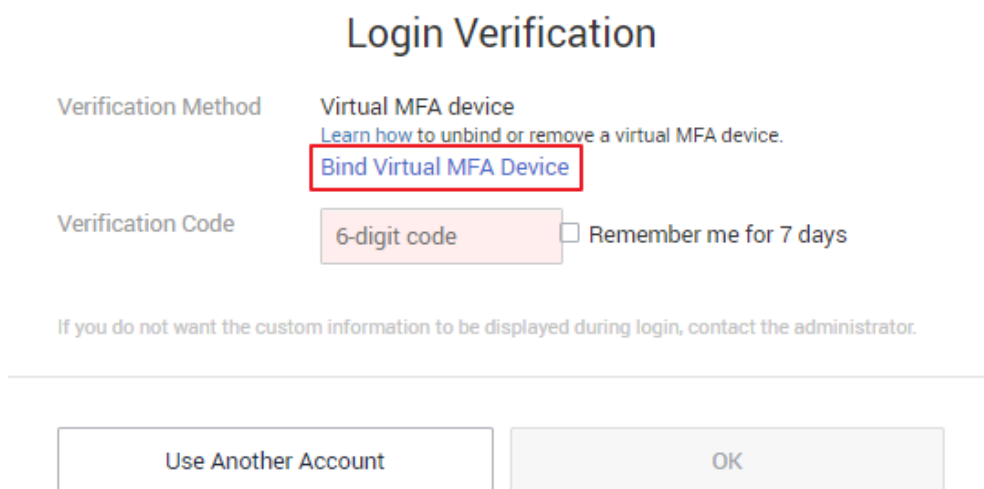 Login Verification
Verification Method
Virtual MFA device
Learn how to unbind or remove a virtual MFA device.
Bind Virtual MFA Device
Verification Code
6-digit code
Remember me for 7 days
If you do not want the custom information to be displayed during login, contact the administrator.
Use Another Account
OK